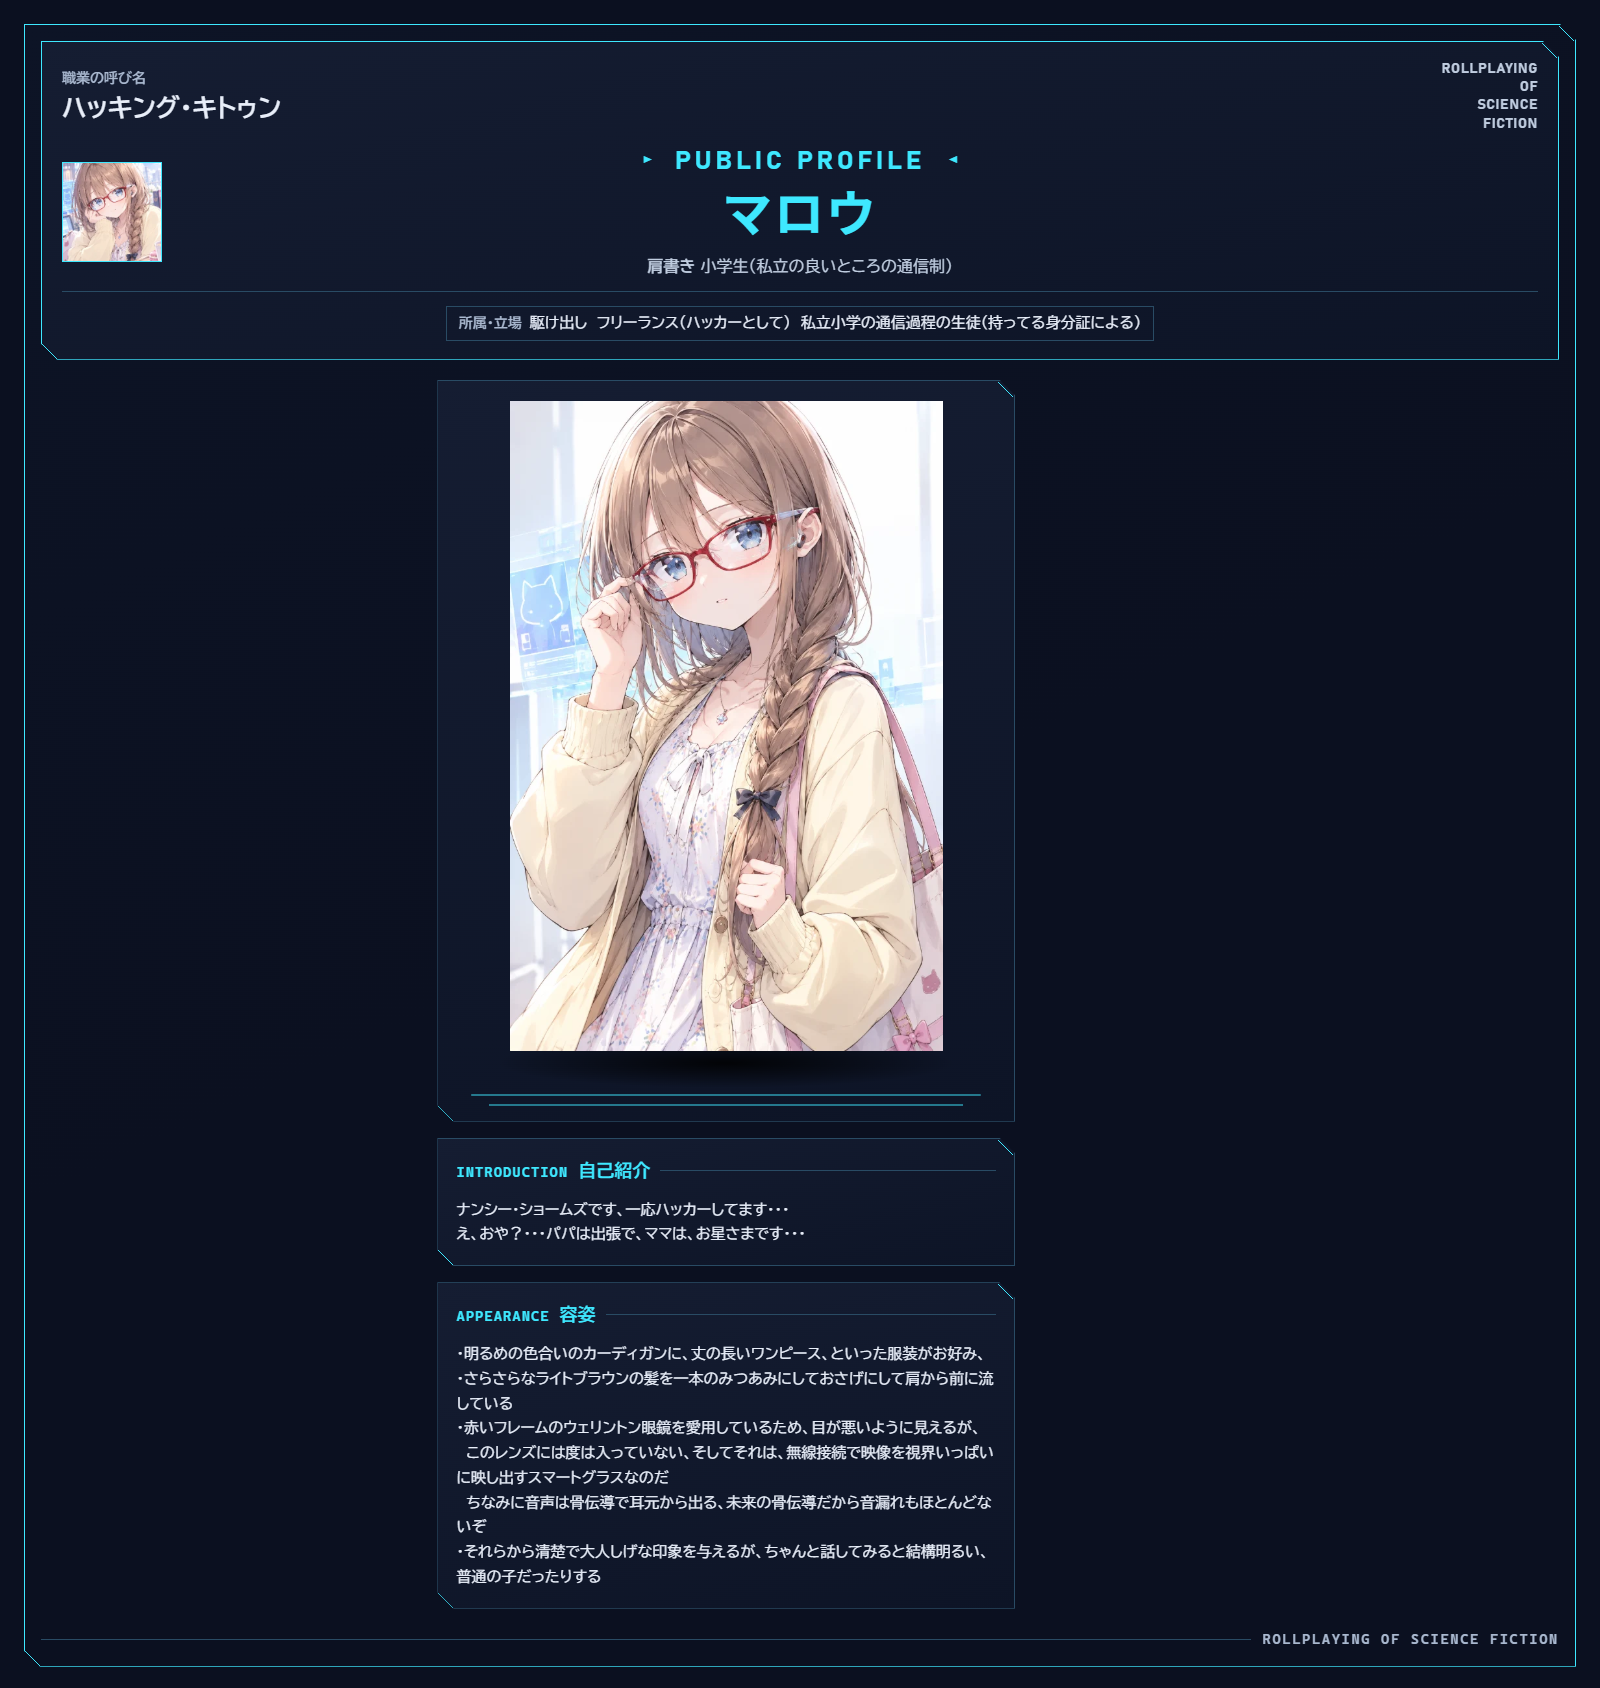 職業の呼び名
ハッキング・キトゥン
ROLLPLAYING
OF
SCIENCE
FICTION
PUBLIC PROFILE
マロウ
肩書き 小学生(私立の良いところの通信制)
所属・立場 駆け出し フリーランス(ハッカーとして) 私立小学の通信過程の生徒(持ってる身分証による)
INTRODUCTION 自己紹介
ナンシー・ショームズです、一応ハッカーしてます・・・
え、おや？・・・パパは出張で、ママは、お星さまです・・・
APPEARANCE 容姿
・明るめの色合いのカーディガンに、丈の長いワンピース、といった服装がお好み、
・さらさらなライトブラウンの髪を一本のみつあみにしておさげにして肩から前に流
している
・赤いフレームのウェリントン眼鏡を愛用しているため、目が悪いように見えるが、
このレンズには度は入っていない、そしてそれは、無線接続で映像を視界いっぱい
に映し出すスマートグラスなのだ
ちなみに音声は骨伝導で耳元から出る、未来の骨伝導だから音漏れもほとんどな
いぞ
・それらから清楚で大人しげな印象を与えるが、ちゃんと話してみると結構明るい、
普通の子だったりする
ROLLPLAYING OF SCIENCE FICTION